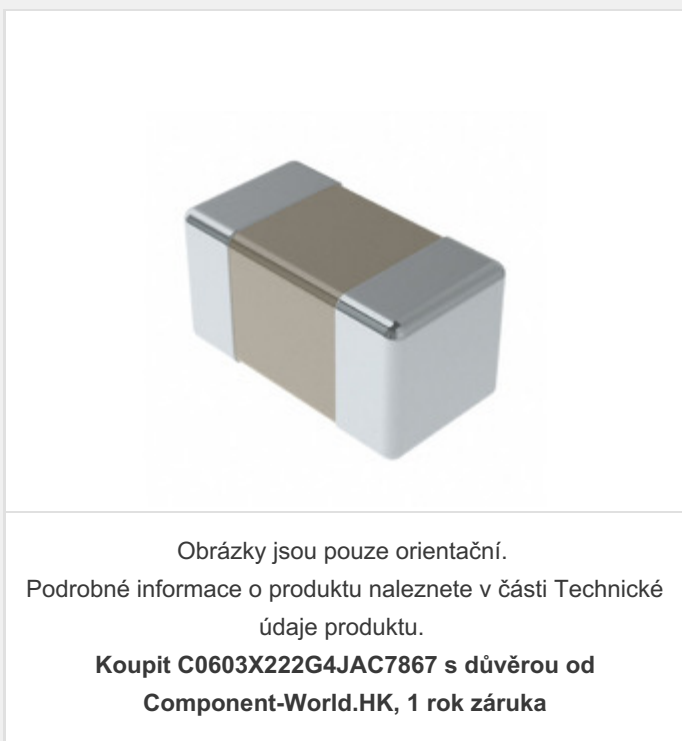 Obrázky jsou pouze orientační.
Podrobné informace o produktu naleznete v části Technické
údaje produktu.
Koupit C0603X222G4JAC7867 s důvěrou od
Component-World.HK, 1 rok záruka